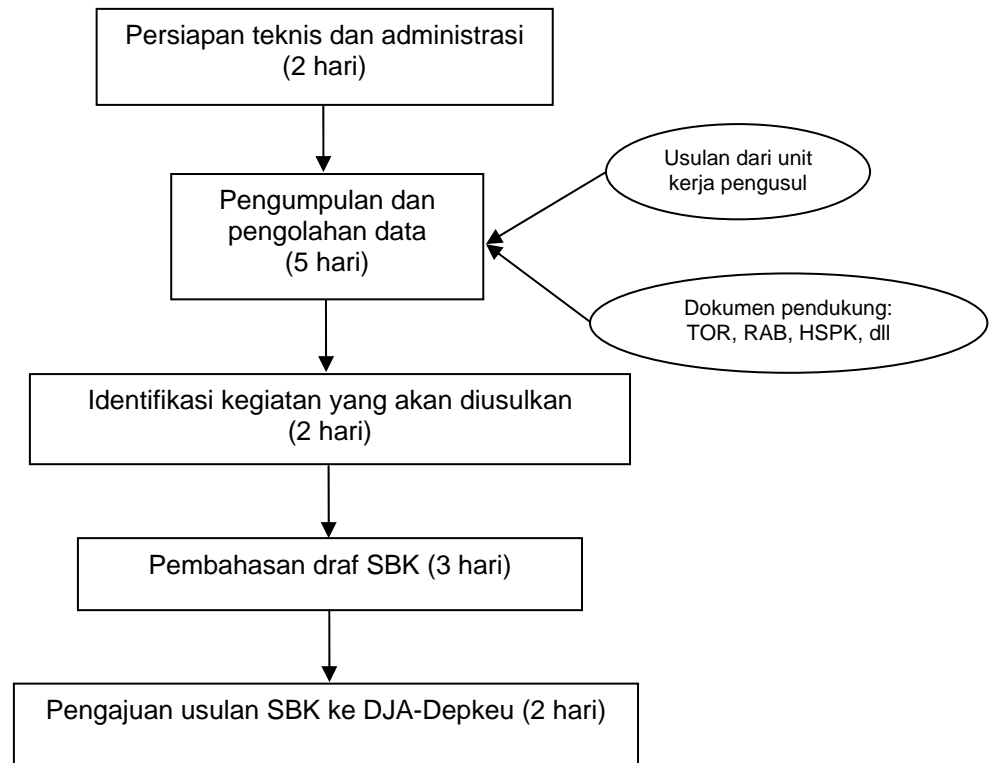 Persiapan teknis dan administrasi
(2 hari)
Usulan dari unit
kerja pengusul
Pengumpulan dan
pengolahan data
(5 hari)
Dokumen pendukung:
TOR, RAB, HSPK, dll
Identifikasi kegiatan yang akan diusulkan
(2 hari)
Pembahasan draf SBK (3 hari)
Pengajuan usulan SBK ke DJA-Depkeu (2 hari)